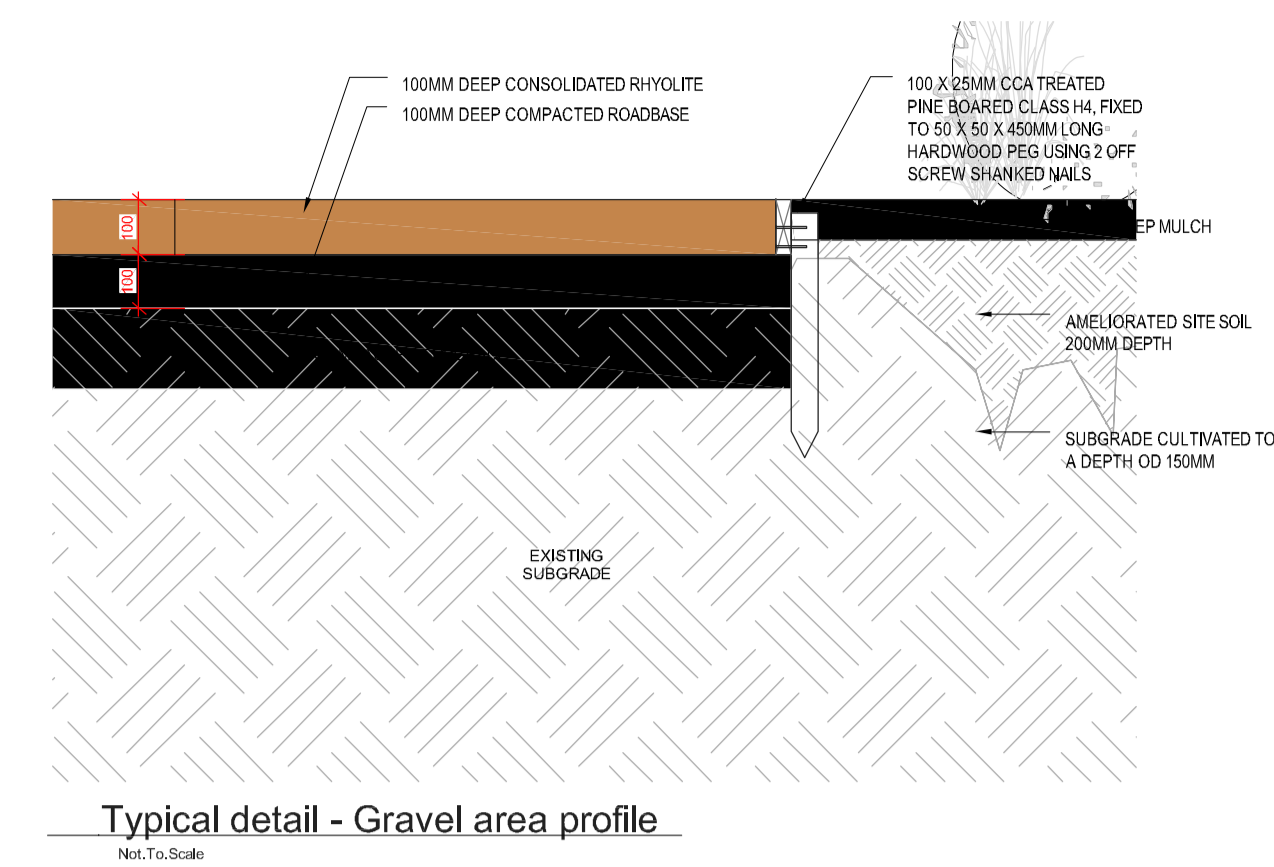 100MM DEEP CONSOLIDATED RHYOLITE
100MM DEEP COMPACTED ROADBASE
100 X 25MM CCA TREATED
PINE BOARED CLASS H4, FIXED
TO 50 X 50 X 450MM LONG
HARDWOOD PEG USING 2 OFF
SCREW SHANKED NAILS
100
100
MULCH
AMELIORATED SITE SOIL
200MM DEPTH
SUBGRADE CULTIVATED TO
A DEPTH OD 150MM
EXISTING
SUBGRADE
Typical detail - Gravel area profile
Not.To.Scale